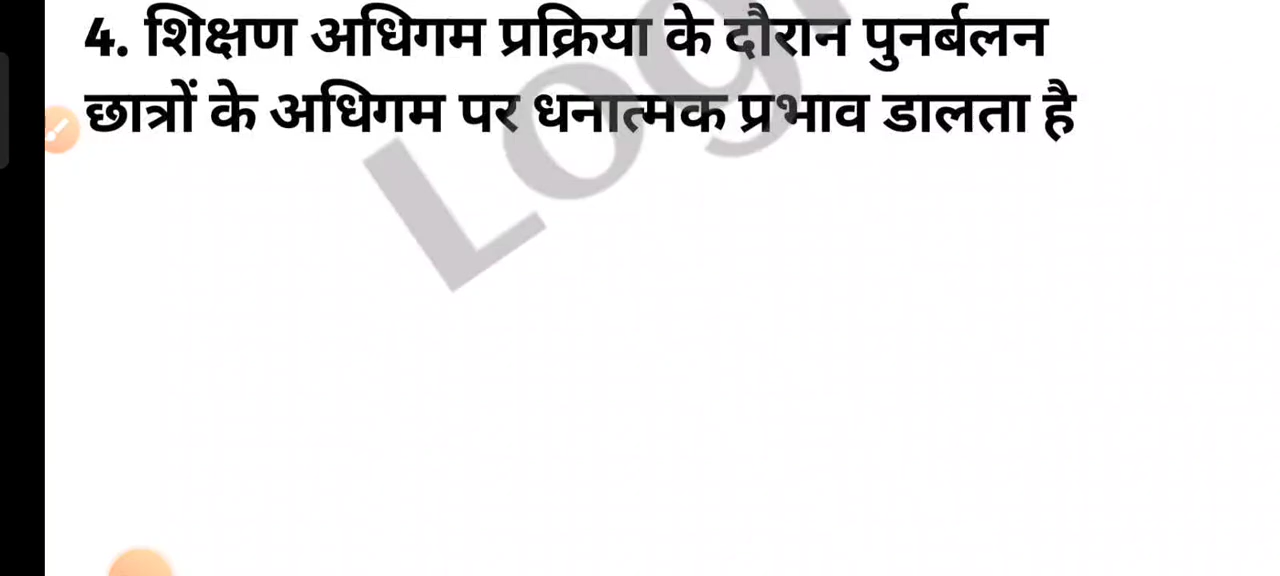 4. शिक्षण अधिगम प्रक्रिया के दौरान पुनर्बलन
छात्रों के अधिगम पर धनात्मक प्रभाव डालता है